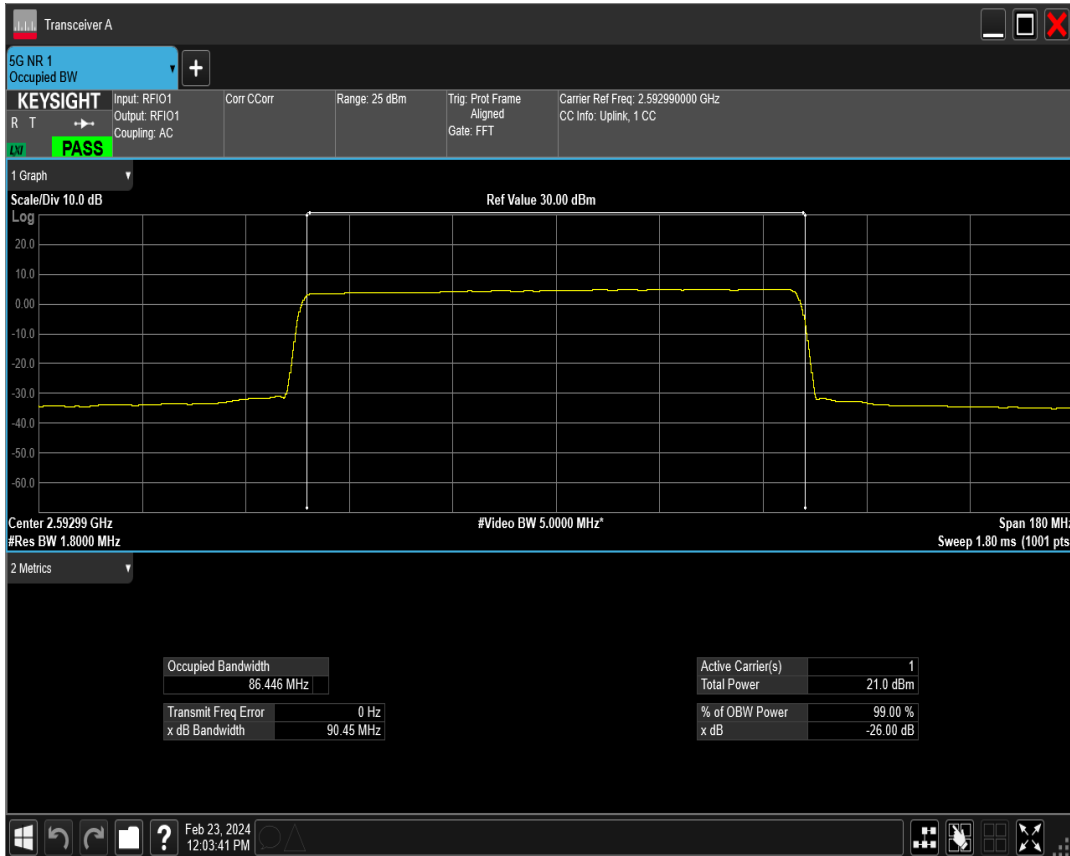 Transceiver A
5G NR 1
Occupied BW
+
KEYSIGHT
R T
LXI
PASS
Input: RFIO1
Output: RFIO1
Coupling: AC
Corr CCorr
Range: 25 dBm
Trig: Prot Frame
Aligned
Gate: FFT
Carrier Ref Freq: 2.592990000 GHz
CC Info: Uplink, 1 CC
1 Graph
Scale/Div 10.0 dB
Ref Value 30.00 dBm
Log
20.0
10.0
0.00
-10.0
-20.0
-30.0
-40.0
-50.0
-60.0
Center 2.59299 GHz
#Video BW 5.0000 MHz*
Span 180 MHz
#Res BW 1.8000 MHz
Sweep 1.80 ms (1001 pts
2 Metrics
Occupied Bandwidth
86.446 MHz
Transmit Freq Error 0 Hz
x dB Bandwidth 90.45 MHz
Active Carrier(s) 1
Total Power 21.0 dBm
% of OBW Power 99.00 %
x dB -26.00 dB
?
Feb 23, 2024
12:03:41 PM